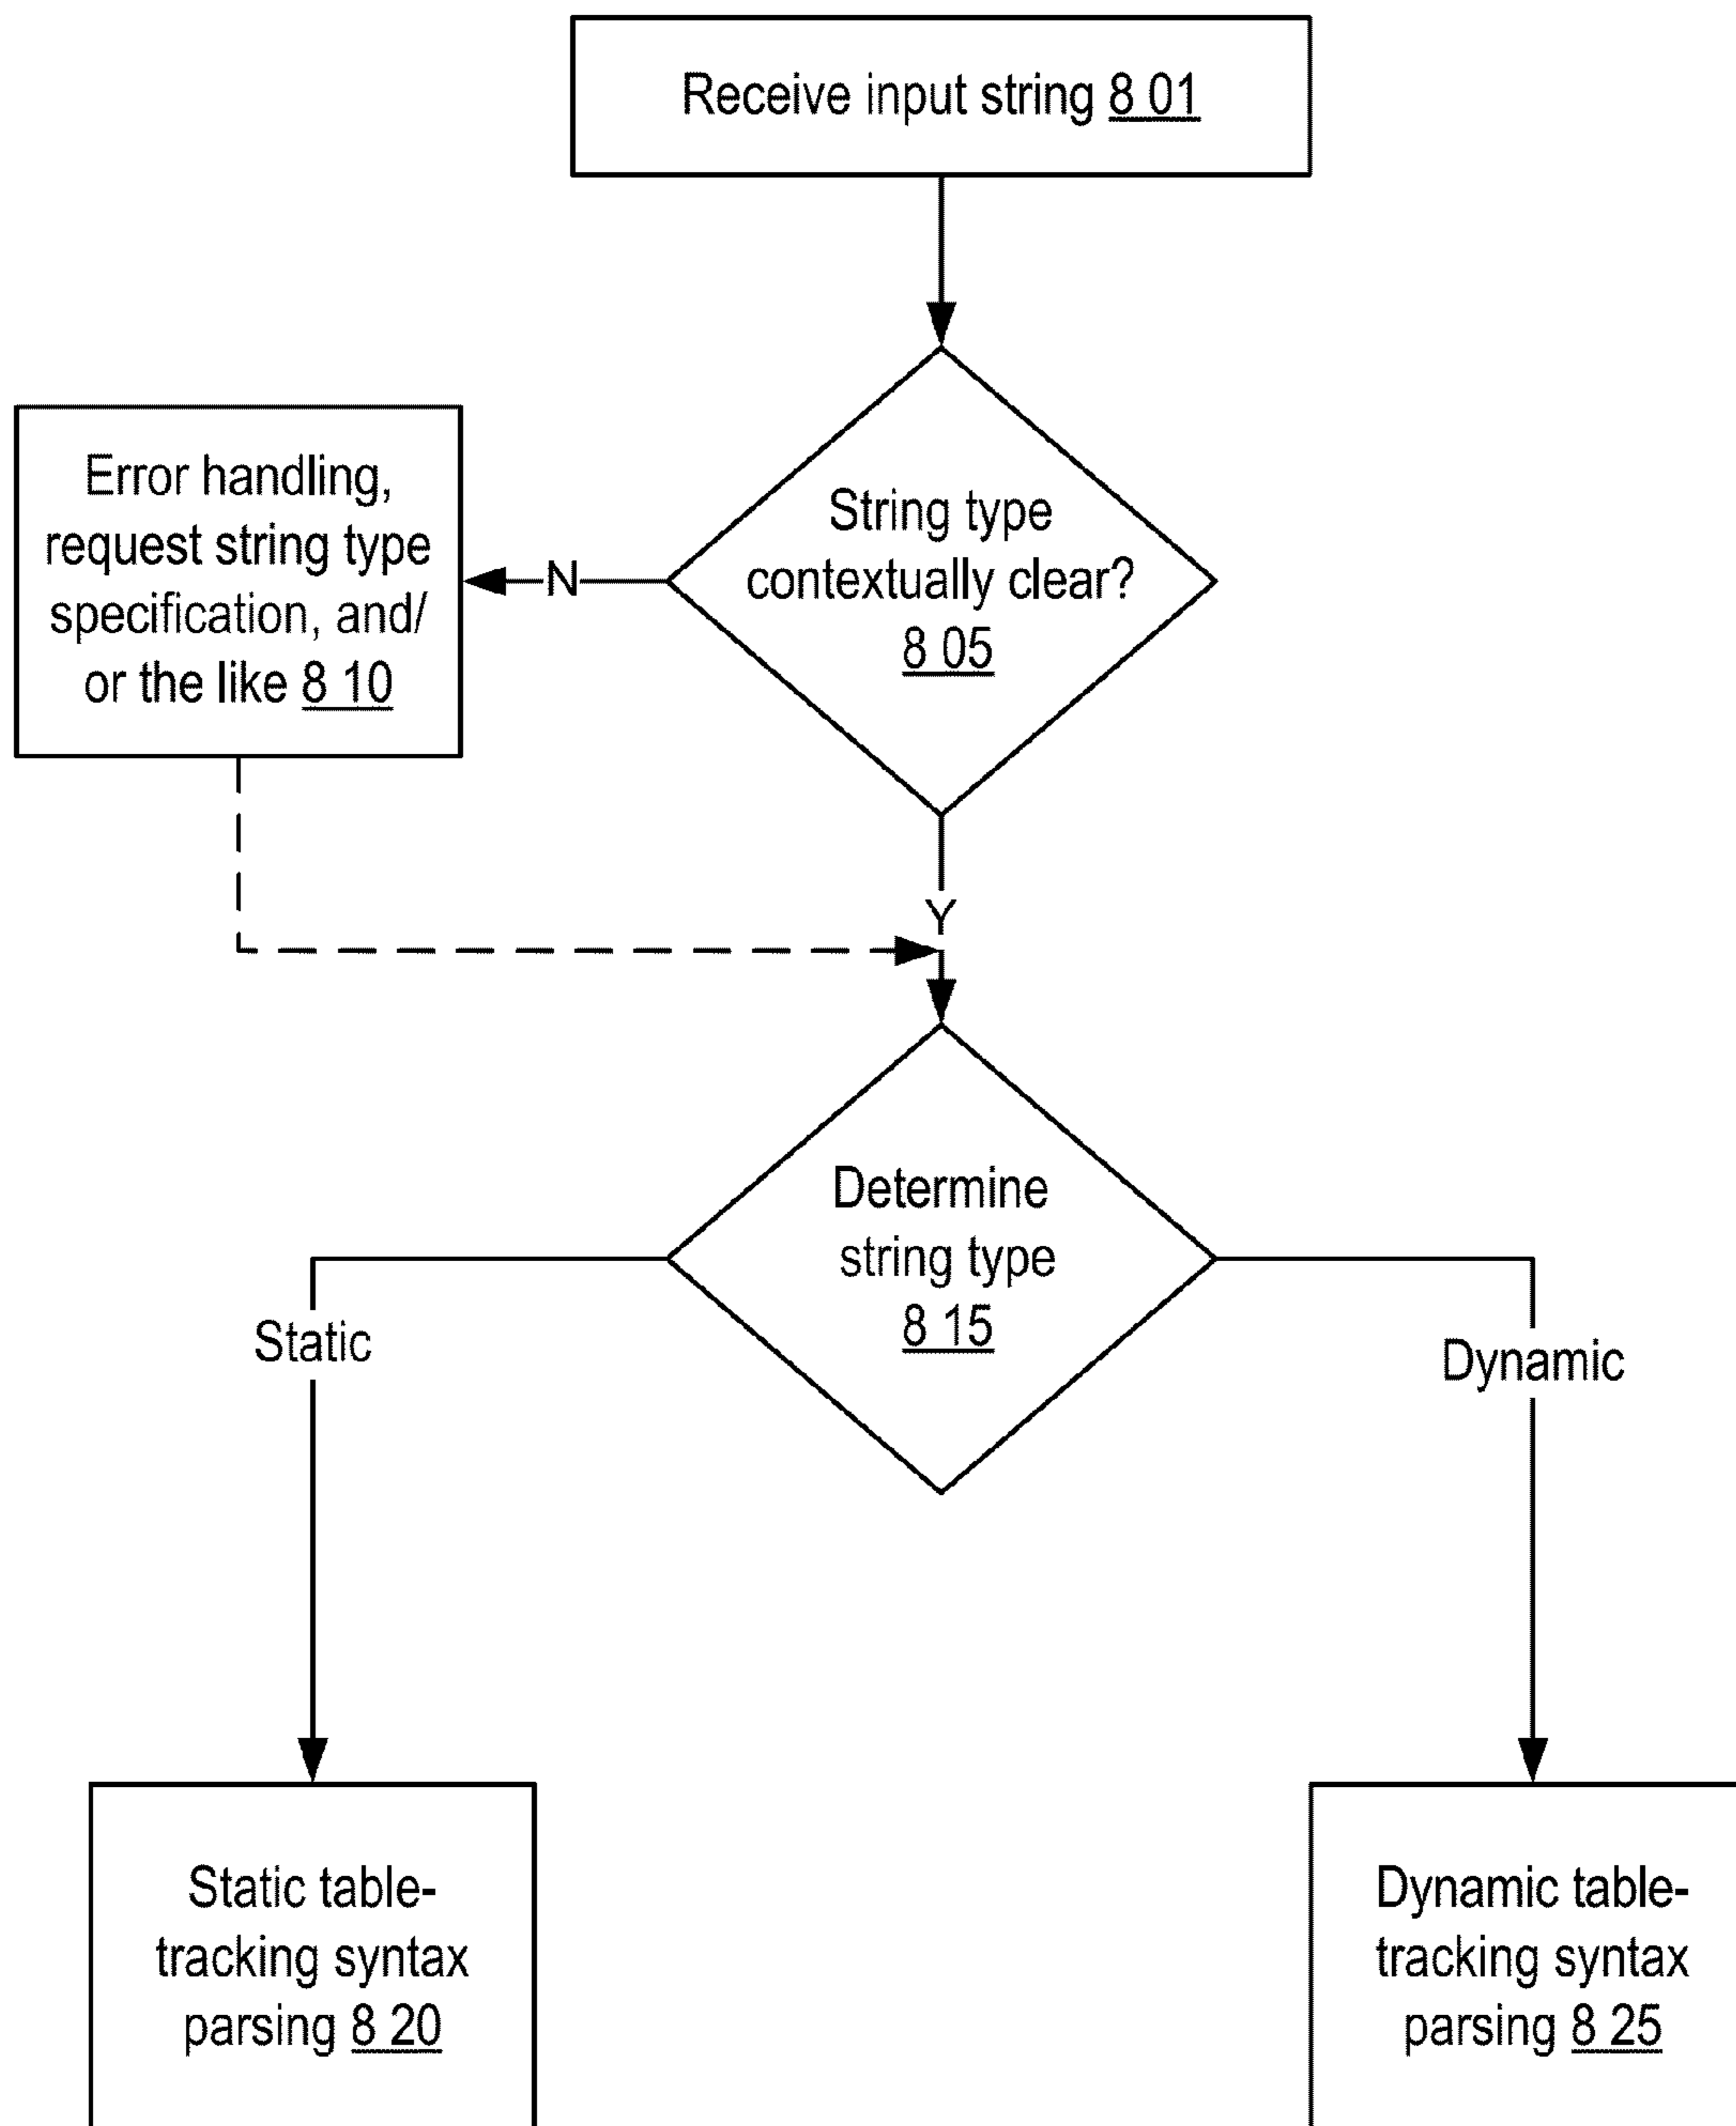 Receive input string 8 01
String type
contextually clear?
8 05
N
Error handling,
request string type
specification, and/
or the like 8 10
Y
Determine
string type
8 15
Static
Dynamic
Static table-
tracking syntax
parsing 8 20
Dynamic table-
tracking syntax
parsing 8 25